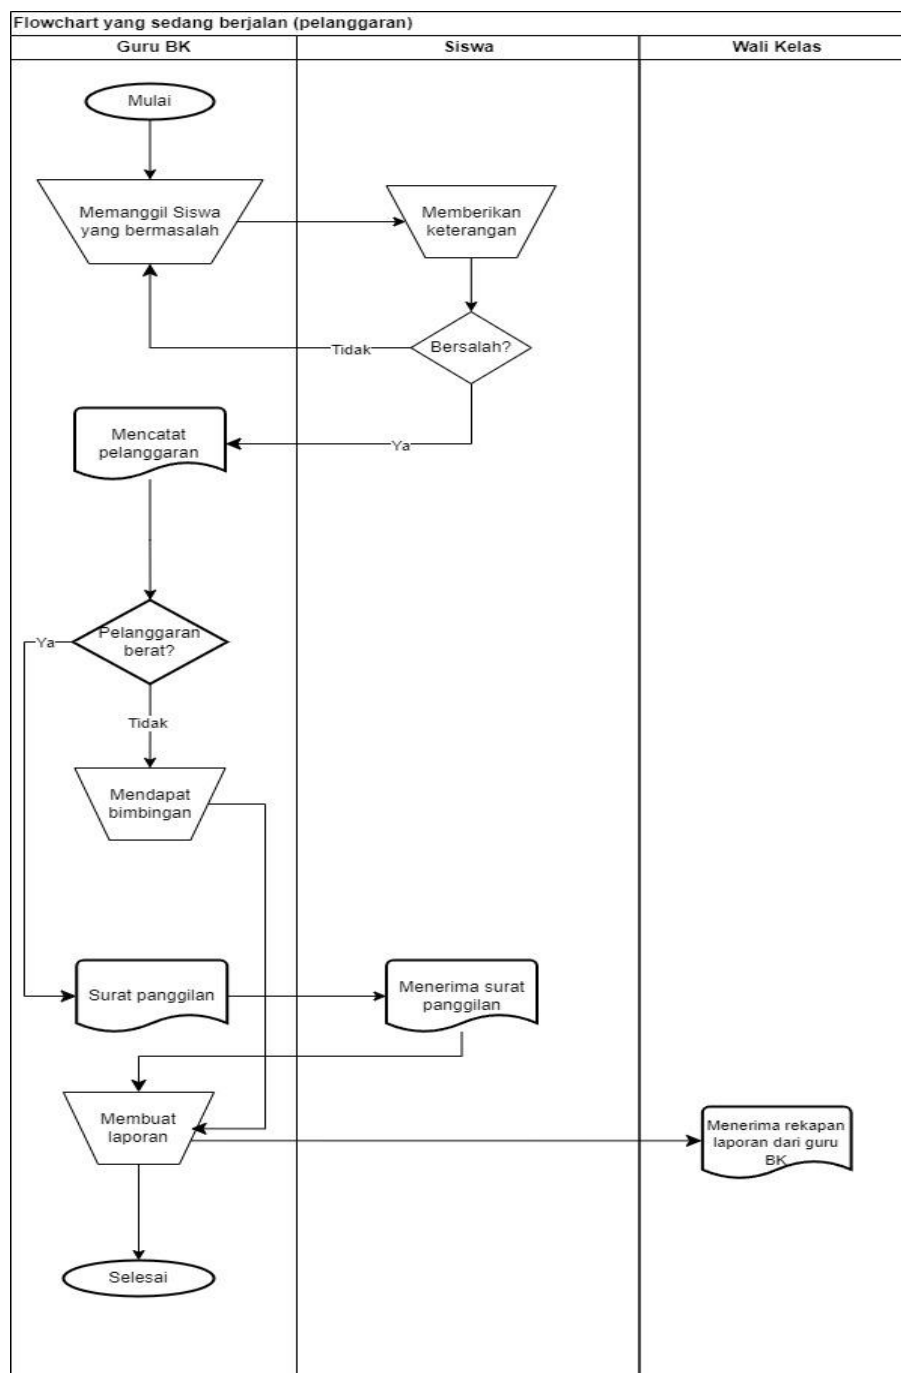 Flowchart yang sedang berjalan (pelanggaran)
Guru BK
Siswa
Wali Kelas
Mulai
Memanggil Siswa
yang bermasalah
Memberikan
keterangan
Bersalah?
Tidak
Ya
Mencatat
pelanggaran
Pelanggaran
berat?
Ya
Tidak
Mendapat
bimbingan
Surat panggilan
Menerima surat
panggilan
Membuat
laporan
Menerima rekapan
laporan dari guru
BK
Selesai